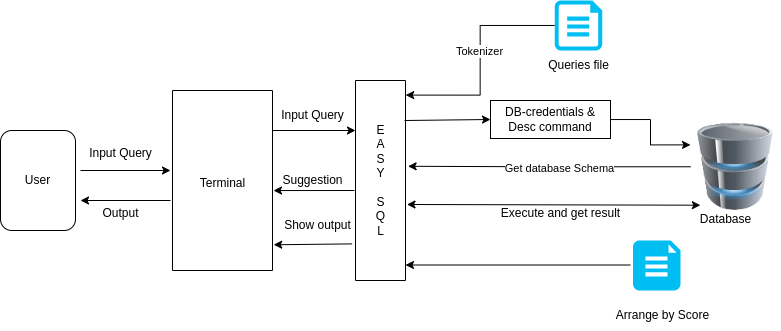 Tokenizer
Queries file
Input Query
DB-credentials &
Desc command
Input Query
User
Output
Terminal
Suggestion
Show output
E
A
S
Y
S
Q
L
Get database Schema
Execute and get result
Database
Arrange by Score